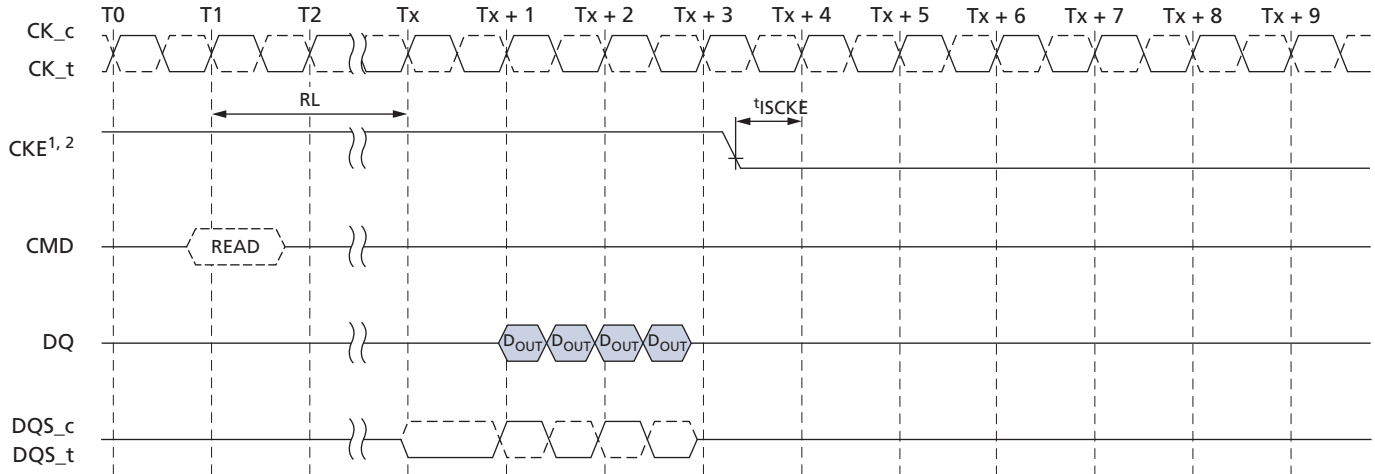 T0 T1 T2 Tx Tx + 1 Tx + 2 Tx + 3 Tx + 4 Tx + 5 Tx + 6 Tx + 7 Tx + 8 Tx + 9
CK_c
CK_t
RL
tISCKE
CKE1, 2
CMD READ
DQ DOUT DOUT DOUT DOUT
DQS_c
DQS_t